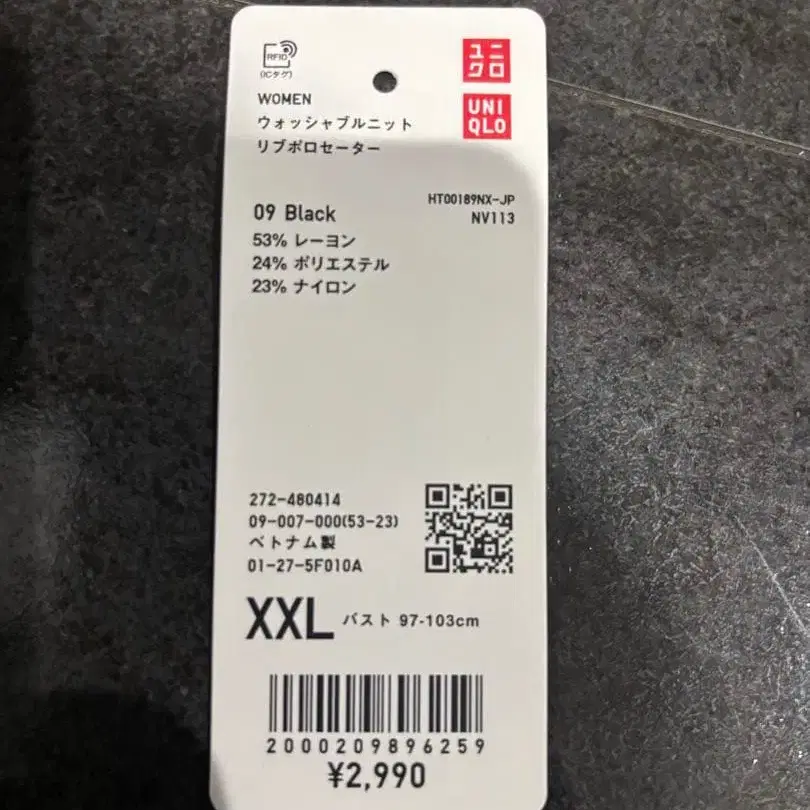 RFID
(ICタグ)
ユニ
クロ
UNI
QLO
WOMEN
ウォッシャブルニット
リブポロセーター
HT00189NX-JP
NV113
09 Black
53% レーヨン
24% ポリエステル
23% ナイロン
272-480414
09-007-000(53-23)
ベトナム製
01-27-5F010A
XXL バスト 97-103cm
2000209896259
¥2,990